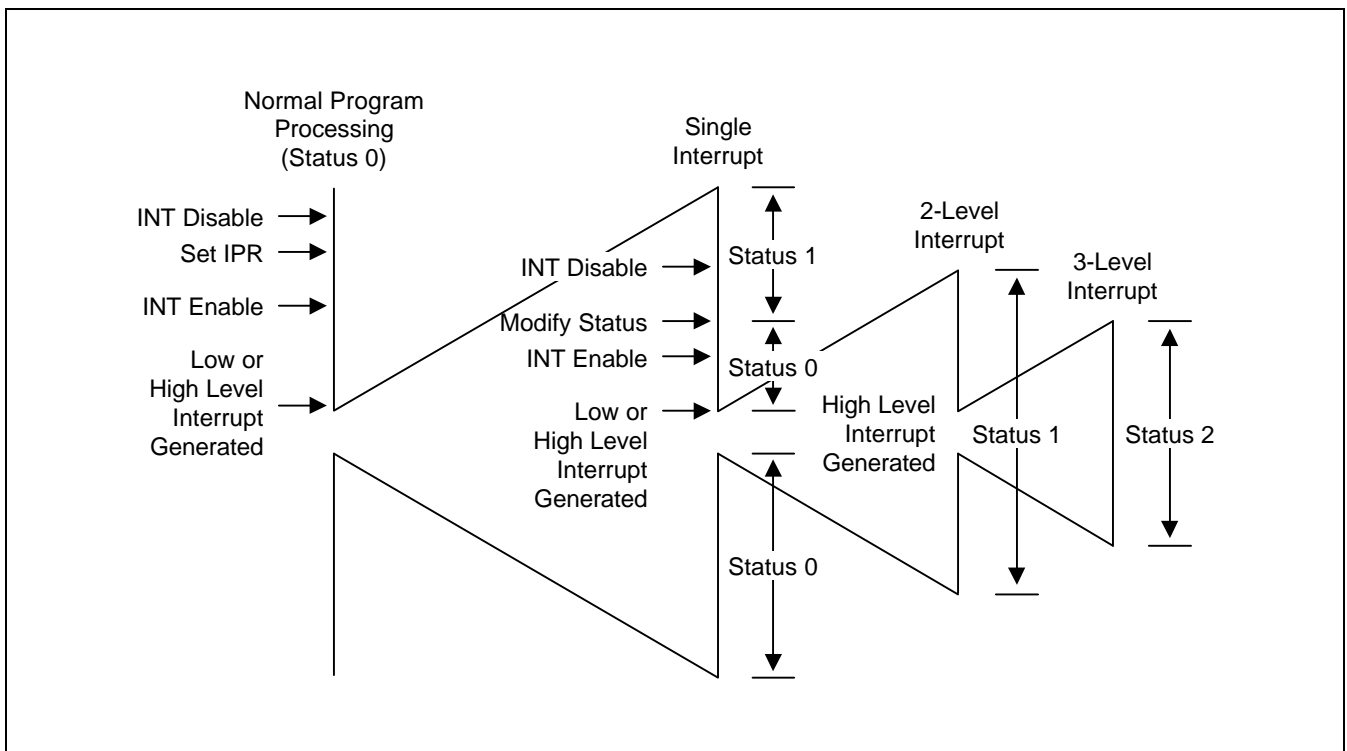 Normal Program
Processing
(Status 0)
INT Disable
Set IPR
INT Enable
Low or
High Level
Interrupt
Generated
Single
Interrupt
INT Disable
Modify Status
INT Enable
Low or
High Level
Interrupt
Generated
Status 1
Status 0
Status 0
2-Level
Interrupt
High Level
Interrupt
Generated
Status 1
3-Level
Interrupt
Status 2